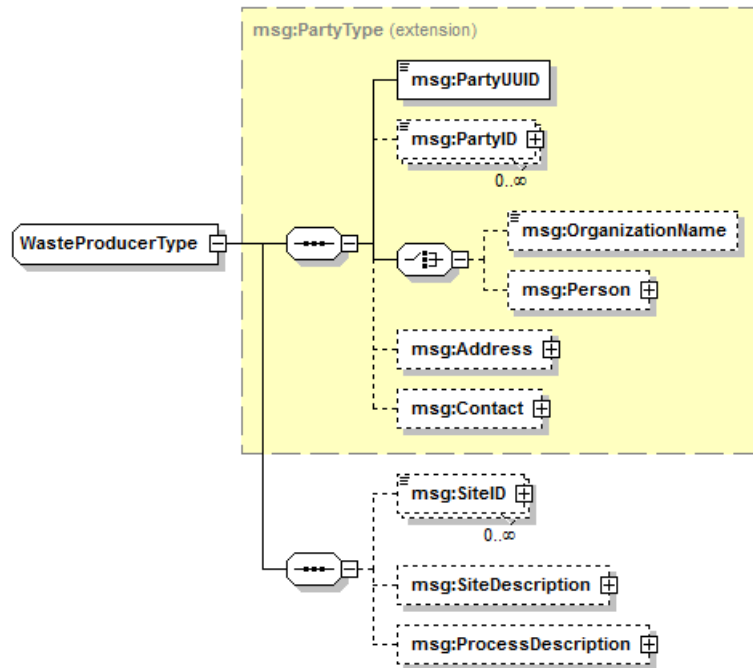 msg:PartyType (extension)
msg:PartyUUID
msg:PartyID
0..∞
WasteProducerType
msg:OrganizationName
msg:Person
msg:Address
msg:Contact
msg:SiteID
0..∞
msg:SiteDescription
msg:ProcessDescription